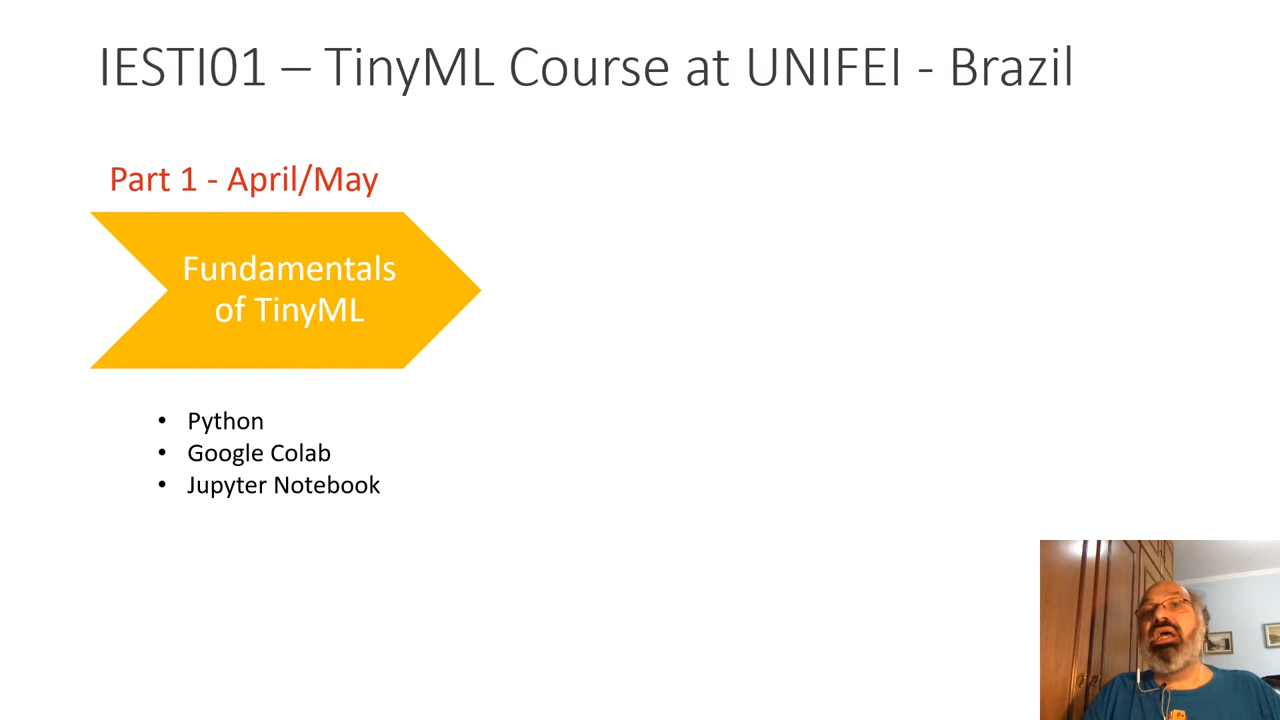 IESTI01 – TinyML Course at UNIFEI - Brazil
Part 1 - April/May
Fundamentals
of TinyML
• Python
• Google Colab
• Jupyter Notebook